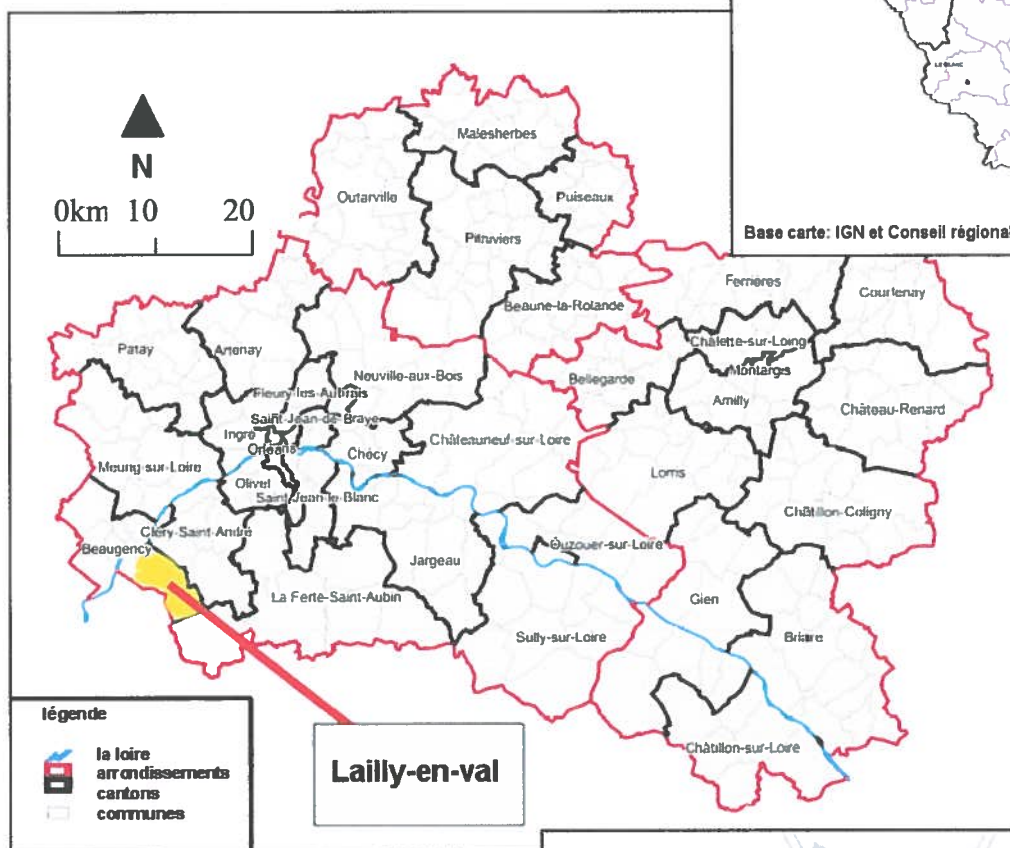 LE BLANC
Base carte: IGN et Conseil régiona
N
0km 10 20
Malesherbes
Outarville
Puiseaux
Pithiviers
Ferrières
Courtenay
Beaune-la-Rolande
Patay
Artenay
Châlette-sur-Loing
Montargis
Neuville-aux-Bois
Bellegarde
Amilly
Château-Renard
Fleury-les-Aubrais
Saint-Jean-de-Braye
Ingré
Orléans
Chécy
Châteauneuf-sur-Loire
Meung-sur-Loire
Lorris
Olivet
Saint-Jean-le-Blanc
Châtillon-Coligny
Cléry-Saint-André
Beaugency
Ouzouer-sur-Loire
Jargeau
La Ferté-Saint-Aubin
Gien
Sully-sur-Loire
Briare
Châtillon-sur-Loire
légende
la loire
arrondissements
cantons
communes
Lailly-en-val